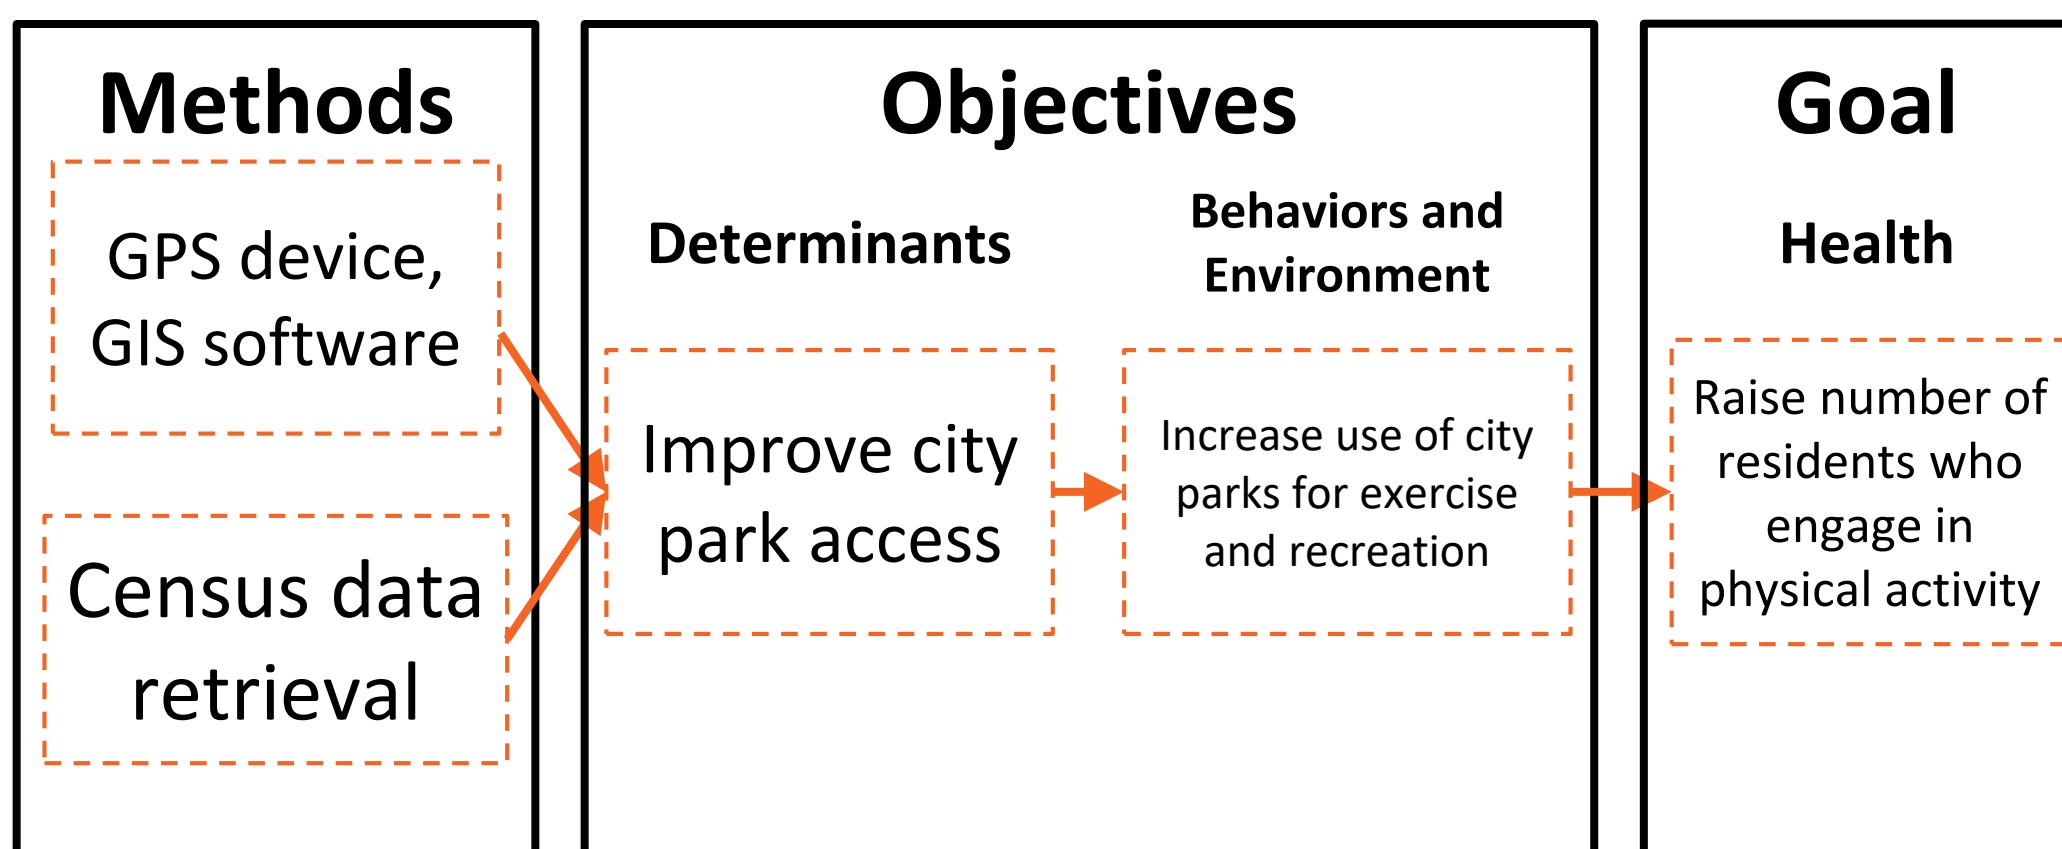 Methods
GPS device,
GIS software
Census data
retrieval
Objectives
Determinants
Improve city
park access
Behaviors and
Environment
Increase use of city
parks for exercise
and recreation
Goal
Health
Raise number of
residents who
engage in
physical activity